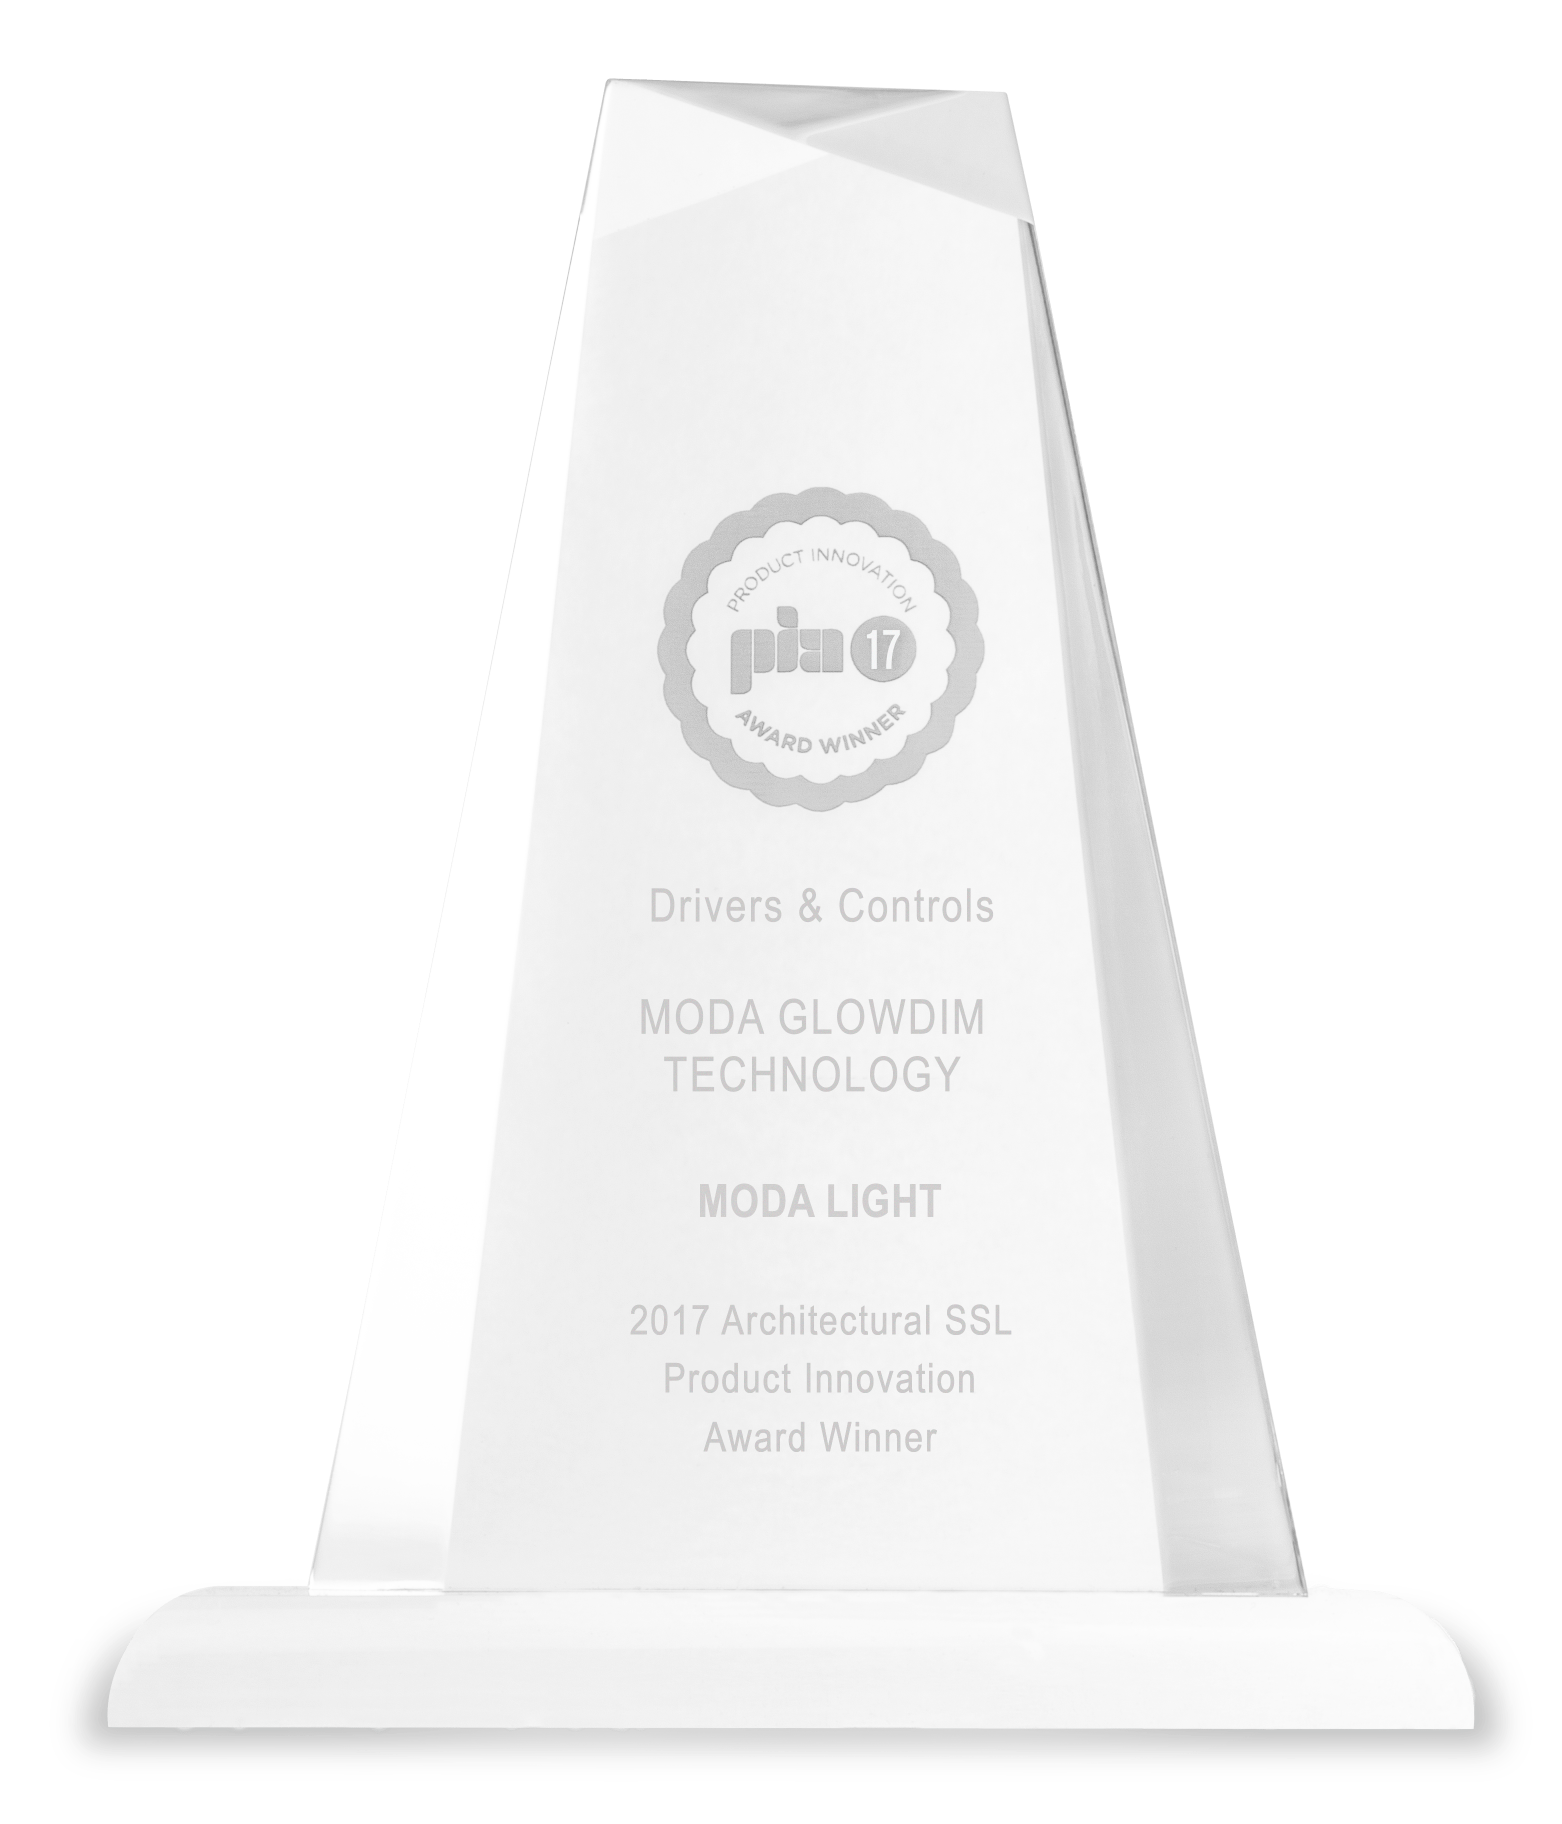 PRODUCT INNOVATION
pia 17
AWARD WINNER
Drivers & Controls
MODA GLOWDIM
TECHNOLOGY
MODA LIGHT
2017 Architectural SSL
Product Innovation
Award Winner